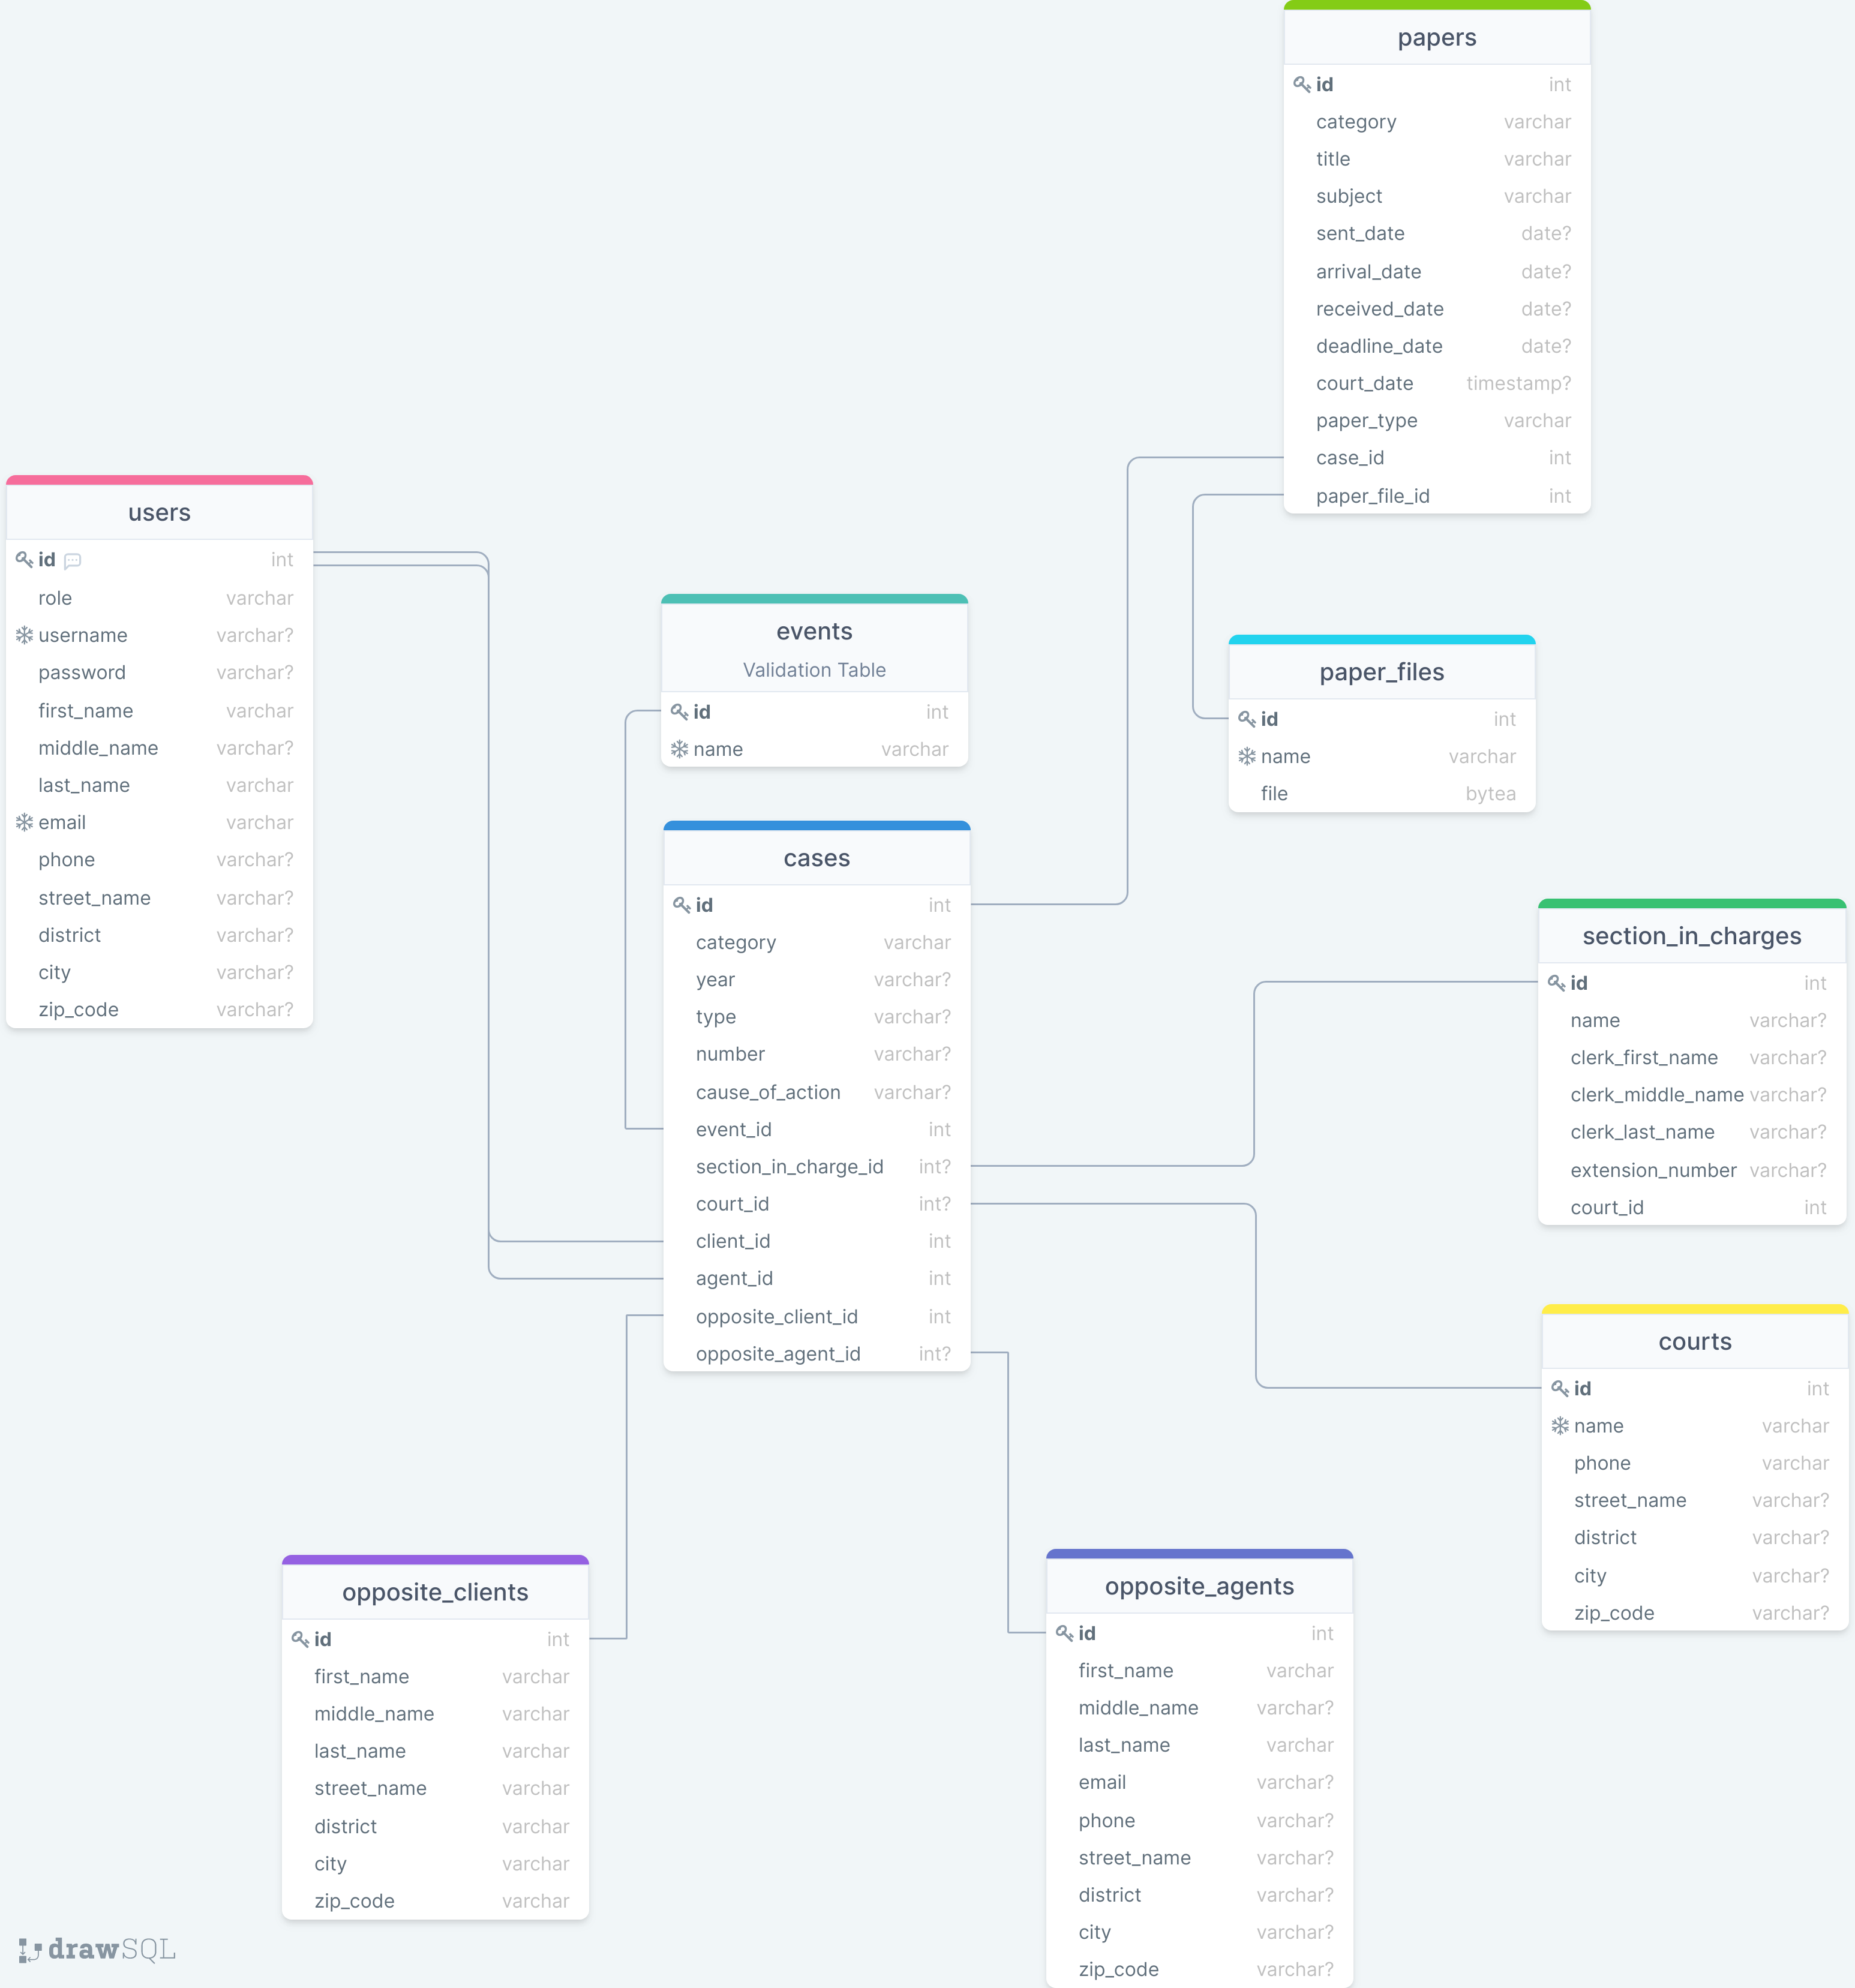 papers
id int
category varchar
title varchar
subject varchar
sent_date date?
arrival_date date?
received_date date?
deadline_date date?
court_date timestamp?
paper_type varchar
case_id int
paper_file_id int
users
id int
role varchar
username varchar?
password varchar?
first_name varchar
middle_name varchar?
last_name varchar
email varchar
phone varchar?
street_name varchar?
district varchar?
city varchar?
zip_code varchar?
events
Validation Table
id int
name varchar
paper_files
id int
name varchar
file bytea
cases
id int
category varchar
year varchar?
type varchar?
number varchar?
cause_of_action varchar?
event_id int
section_in_charge_id int?
court_id int?
client_id int
agent_id int
opposite_client_id int
opposite_agent_id int?
section_in_charges
id int
name varchar?
clerk_first_name varchar?
clerk_middle_name varchar?
clerk_last_name varchar?
extension_number varchar?
court_id int
courts
id int
name varchar
phone varchar
street_name varchar?
district varchar?
city varchar?
zip_code varchar?
opposite_clients
id int
first_name varchar
middle_name varchar
last_name varchar
street_name varchar
district varchar
city varchar
zip_code varchar
opposite_agents
id int
first_name varchar
middle_name varchar?
last_name varchar
email varchar?
phone varchar?
street_name varchar?
district varchar?
city varchar?
zip_code varchar?
drawSQL